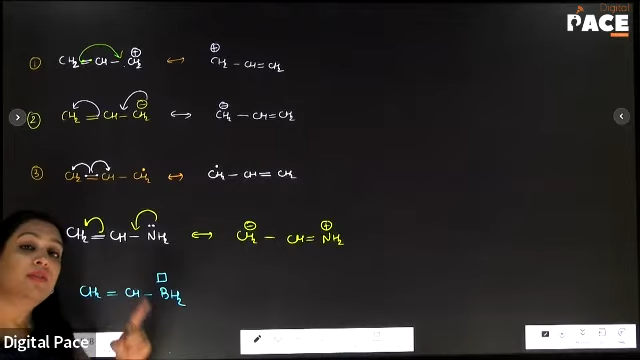 Digital
PACE
① CH₂=CH-CH₂⊕ ↔ ⊕CH₂-CH=CH₂
② CH₂=CH-CH₂⊖ ↔ ⊖CH₂-CH=CH₂
③ CH₂=CH-ĊH₂ ↔ ĊH₂-CH=CH₂
CH₂=CH-N̈H₂ ↔ ⊖CH₂-CH=⊕NH₂
CH₂=CH-BH₂
Digital Pace